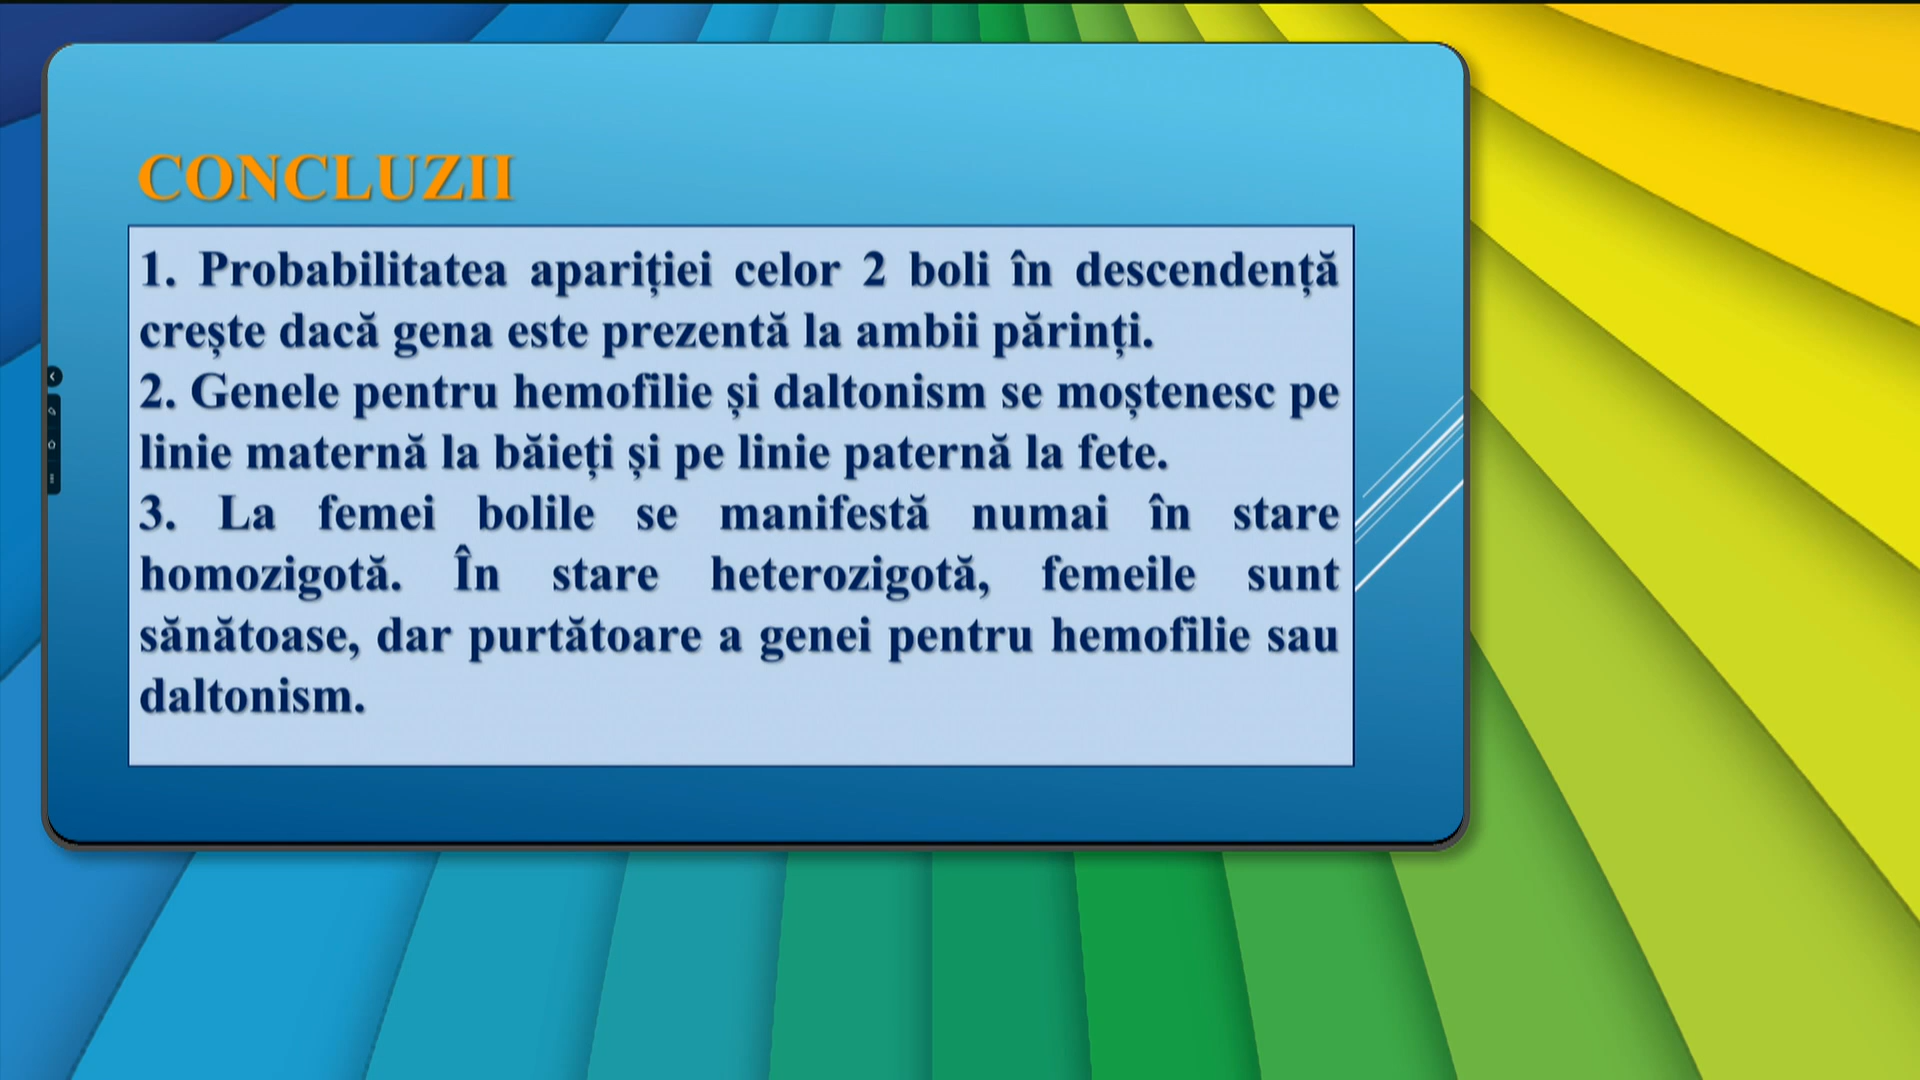 CONCLUZII
1. Probabilitatea apariției celor 2 boli în descendență
crește dacă gena este prezentă la ambii părinți.
2. Genele pentru hemofilie și daltonism se moștenesc pe
linie maternă la băieți și pe linie paternă la fete.
3. La femei bolile se manifestă numai în stare
homozigotă. În stare heterozigotă, femeile sunt
sănătoase, dar purtătoare a genei pentru hemofilie sau
daltonism.